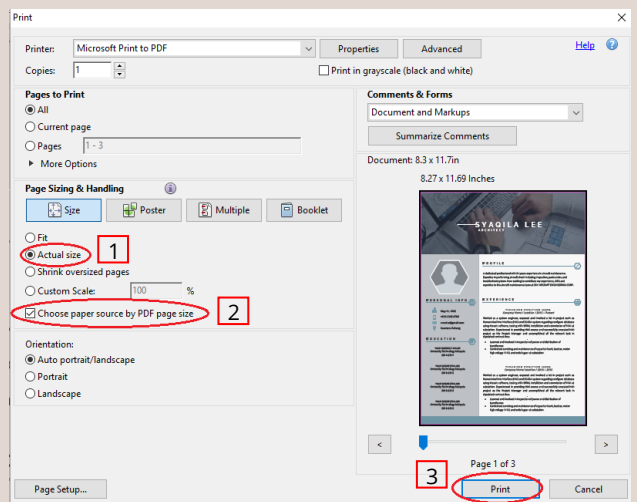 Print
Printer: Microsoft Print to PDF Properties Advanced Help
Copies: 1 Print in grayscale (black and white)
Pages to Print
All
Current page
Pages 1 - 3
More Options
Comments & Forms
Document and Markups
Summarize Comments
Page Sizing & Handling
Size Poster Multiple Booklet
Fit
Actual size 1
Shrink oversized pages
Custom Scale: 100 %
Choose paper source by PDF page size 2
Orientation:
Auto portrait/landscape
Portrait
Landscape
Document: 8.3 x 11.7in
8.27 x 11.69 Inches
SYAQILA LEE
ARCHITECT
PROFILE
PERSONAL INFO
EXPERIENCE
EDUCATION
< >
Page 1 of 3
3
Page Setup... Print Cancel